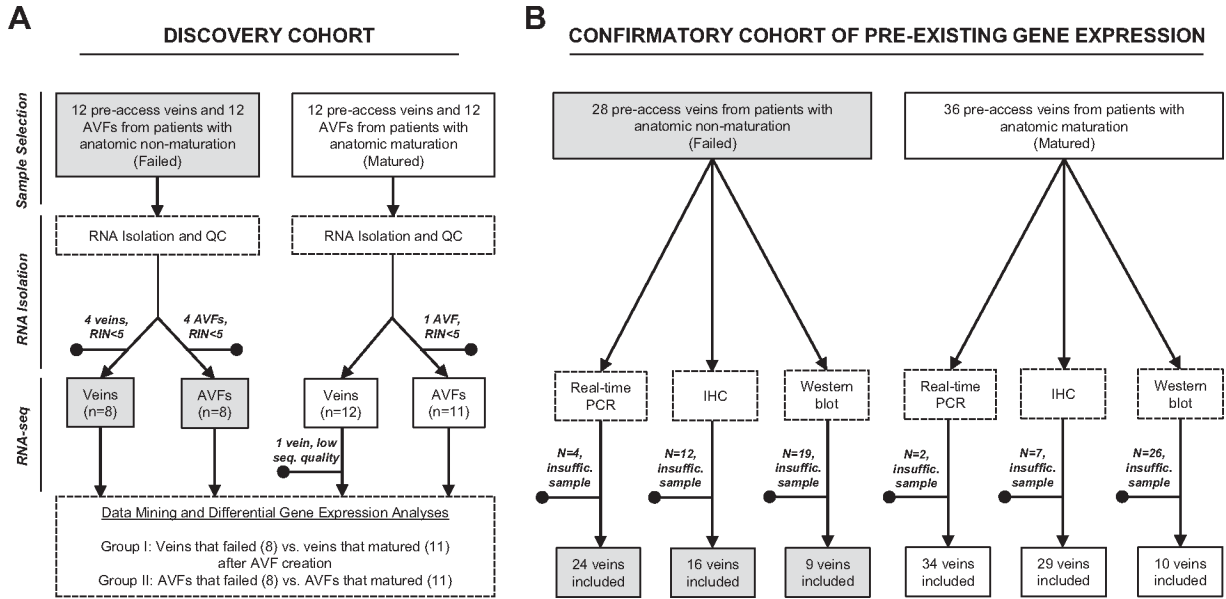 A
DISCOVERY COHORT
Sample Selection
12 pre-access veins and 12
AVFs from patients with
anatomic non-maturation
(Failed)
12 pre-access veins and 12
AVFs from patients with
anatomic maturation
(Matured)
RNA Isolation
RNA Isolation and QC
RNA Isolation and QC
4 veins,
RIN<5
4 AVFs,
RIN<5
1 AVF,
RIN<5
RNA-seq
Veins
(n=8)
AVFs
(n=8)
Veins
(n=12)
AVFs
(n=11)
1 vein, low
seq. quality
Data Mining and Differential Gene Expression Analyses
Group I: Veins that failed (8) vs. veins that matured (11)
after AVF creation
Group II: AVFs that failed (8) vs. AVFs that matured (11)
B
CONFIRMATORY COHORT OF PRE-EXISTING GENE EXPRESSION
28 pre-access veins from patients with
anatomic non-maturation
(Failed)
36 pre-access veins from patients with
anatomic maturation
(Matured)
Real-time
PCR
IHC
Western
blot
Real-time
PCR
IHC
Western
blot
N=4,
insuffic.
sample
N=12,
insuffic.
sample
N=19,
insuffic.
sample
N=2,
insuffic.
sample
N=7,
insuffic.
sample
N=26,
insuffic.
sample
24 veins
included
16 veins
included
9 veins
included
34 veins
included
29 veins
included
10 veins
included